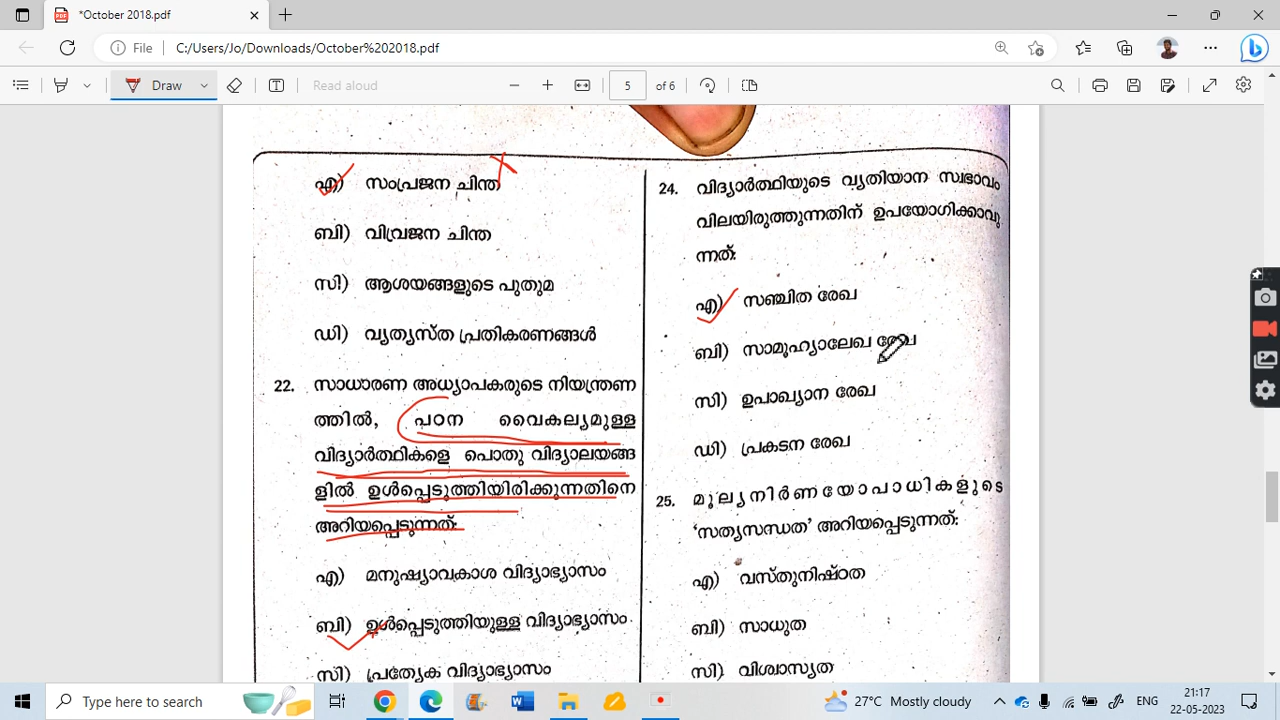 *October 2018.pdf
File
C:/Users/Jo/Downloads/October%202018.pdf
Draw
Read aloud
5
of 6
എ) സംപ്രജന ചിന്ത
ബി) വിവ്രജന ചിന്ത
സി) ആശയങ്ങളുടെ പുതുമ
ഡി) വ്യത്യസ്ത പ്രതികരണങ്ങൾ
22. സാധാരണ അധ്യാപകരുടെ നിയന്ത്രണ
ത്തിൽ, പഠന വൈകല്യമുള്ള
വിദ്യാർത്ഥികളെ പൊതു വിദ്യാലയങ്ങ
ളിൽ ഉൾപ്പെടുത്തിയിരിക്കുന്നതിനെ
അറിയപ്പെടുന്നത്:
എ) മനുഷ്യാവകാശ വിദ്യാഭ്യാസം
ബി) ഉൾപ്പെടുത്തിയുള്ള വിദ്യാഭ്യാസം.
സി) പ്രത്യേക വിദ്യാഭ്യാസം
24. വിദ്യാർത്ഥിയുടെ വ്യതിയാന സ്വഭാവം
വിലയിരുത്തുന്നതിന് ഉപയോഗിക്കാവു
ന്നത്:
എ) സഞ്ചിത രേഖ
ബി) സാമൂഹ്യാലേഖ രേഖ
സി) ഉപാഖ്യാന രേഖ
ഡി) പ്രകടന രേഖ
25. മൂല്യനിർണയോപാധികളുടെ
'സത്യസന്ധത' അറിയപ്പെടുന്നത്:
എ) വസ്തുനിഷ്ഠത
ബി) സാധുത
സി) വിശ്വാസ്യത
Type here to search
27°C Mostly cloudy
ENG
21:17
22-05-2023